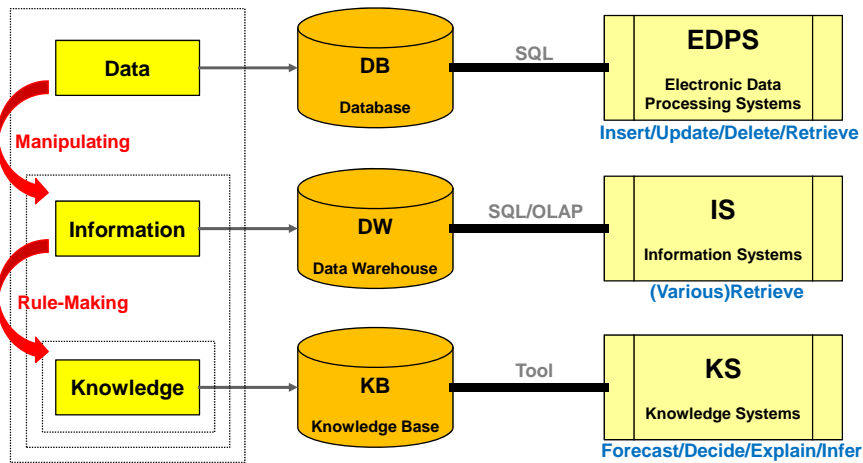 Data
DB
Database
SQL
EDPS
Electronic Data
Processing Systems
Insert/Update/Delete/Retrieve
Manipulating
Information
DW
Data Warehouse
SQL/OLAP
IS
Information Systems
(Various)Retrieve
Rule-Making
Knowledge
KB
Knowledge Base
Tool
KS
Knowledge Systems
Forecast/Decide/Explain/Infer